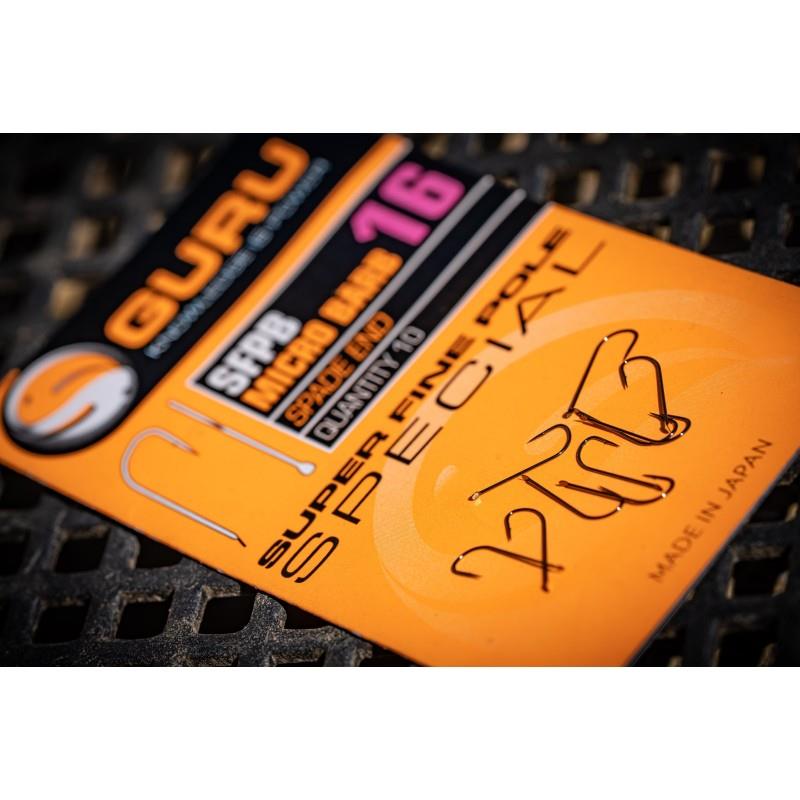 GURU
KNOWLEDGE IS POWER
SFPB
MICRO BARB
16
SPADE END
QUANTITY 10
SUPER FINE POLE
SPECIAL
MADE IN JAPAN